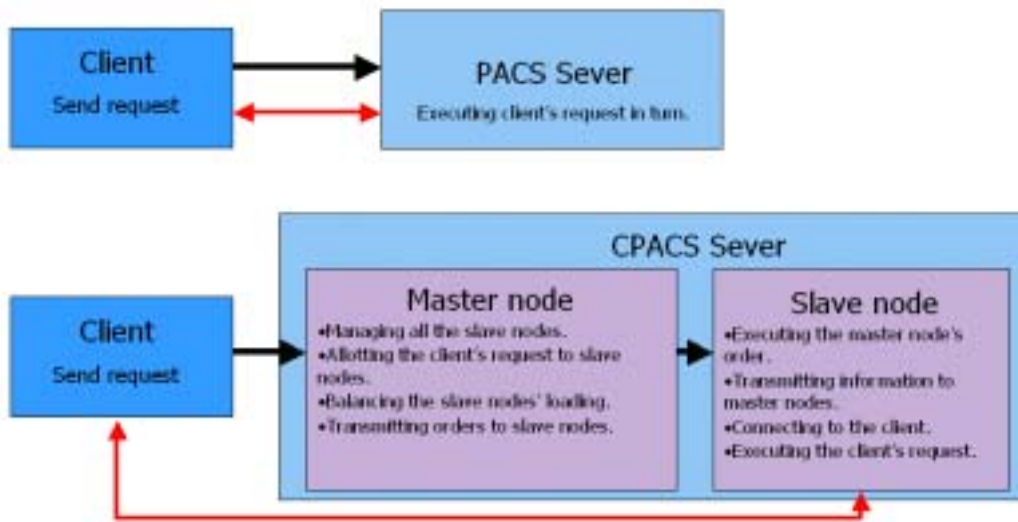 Client
Send request
PACS Sever
Executing client's request in turn.
CPACS Sever
Client
Send request
Master node
•Managing all the slave nodes.
•Allotting the client's request to slave
nodes.
•Balancing the slave nodes' loading.
•Transmitting orders to slave nodes.
Slave node
•Executing the master node's
order.
•Transmitting information to
master nodes.
•Connecting to the client.
•Executing the client's request.